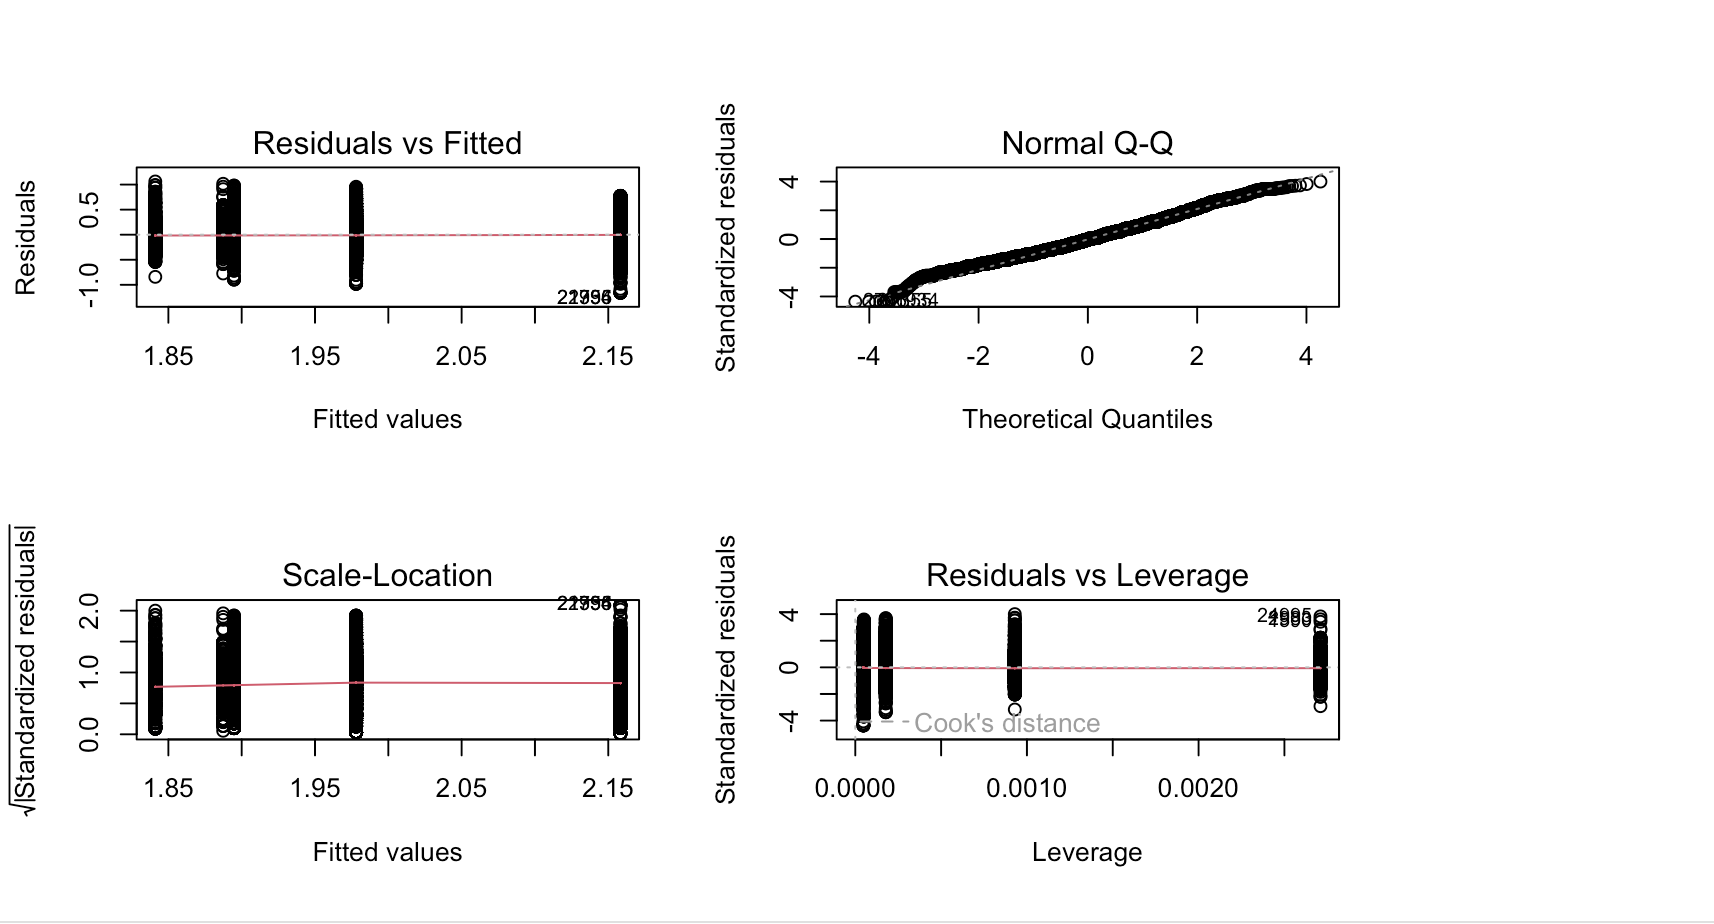 Residuals vs Fitted
Residuals
0.5
-1.0
1.85
1.95
2.05
2.15
Fitted values
Normal Q-Q
Standardized residuals
4
0
-4
-4
-2
0
2
4
Theoretical Quantiles
Scale-Location
√|Standardized residuals|
2.0
1.0
0.0
1.85
1.95
2.05
2.15
Fitted values
Residuals vs Leverage
Standardized residuals
4
0
-4
Cook's distance
0.0000
0.0010
0.0020
Leverage